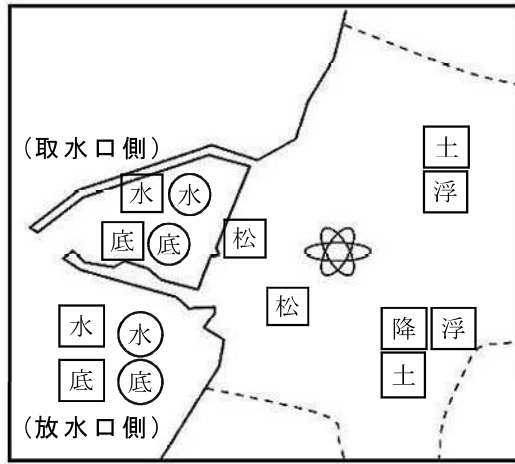 土
(取水口側)
浮
水 水
底 底 松
松
水 水 降 浮
底 底 土
(放水口側)